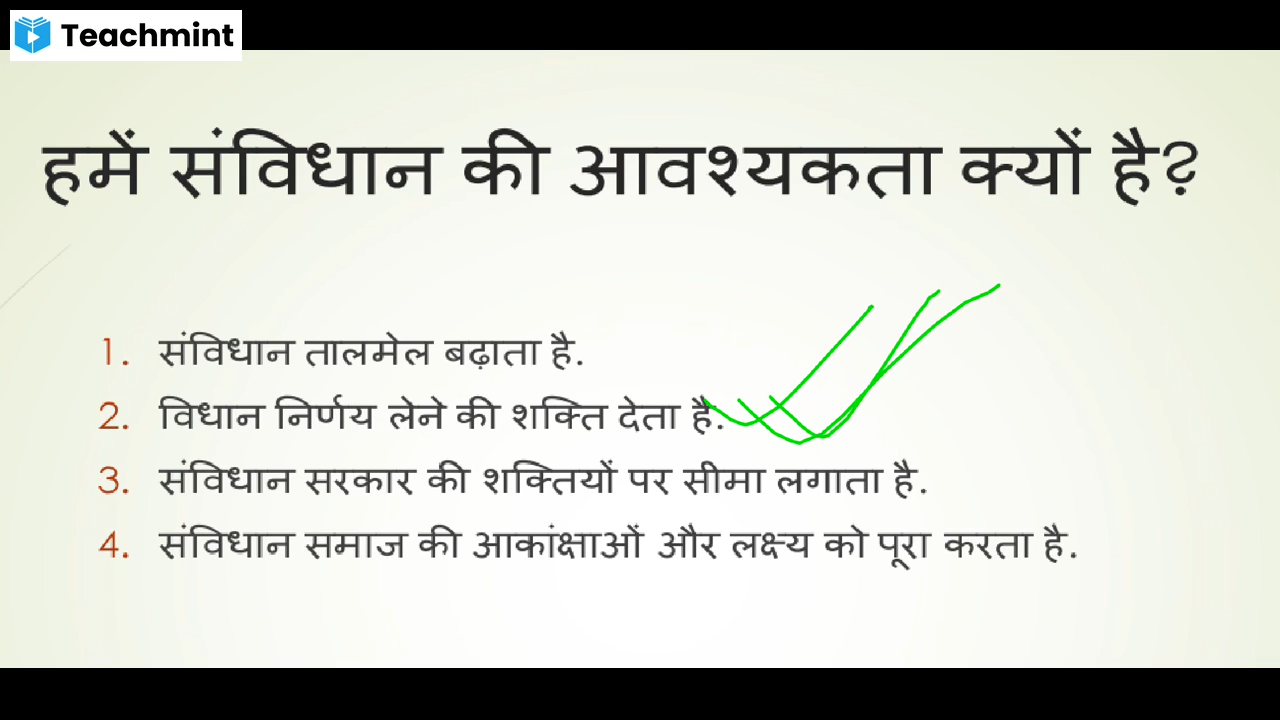 Teachmint
हमें संविधान की आवश्यकता क्यों है?
1. संविधान तालमेल बढ़ाता है.
2. विधान निर्णय लेने की शक्ति देता है.
3. संविधान सरकार की शक्तियों पर सीमा लगाता है.
4. संविधान समाज की आकांक्षाओं और लक्ष्य को पूरा करता है.